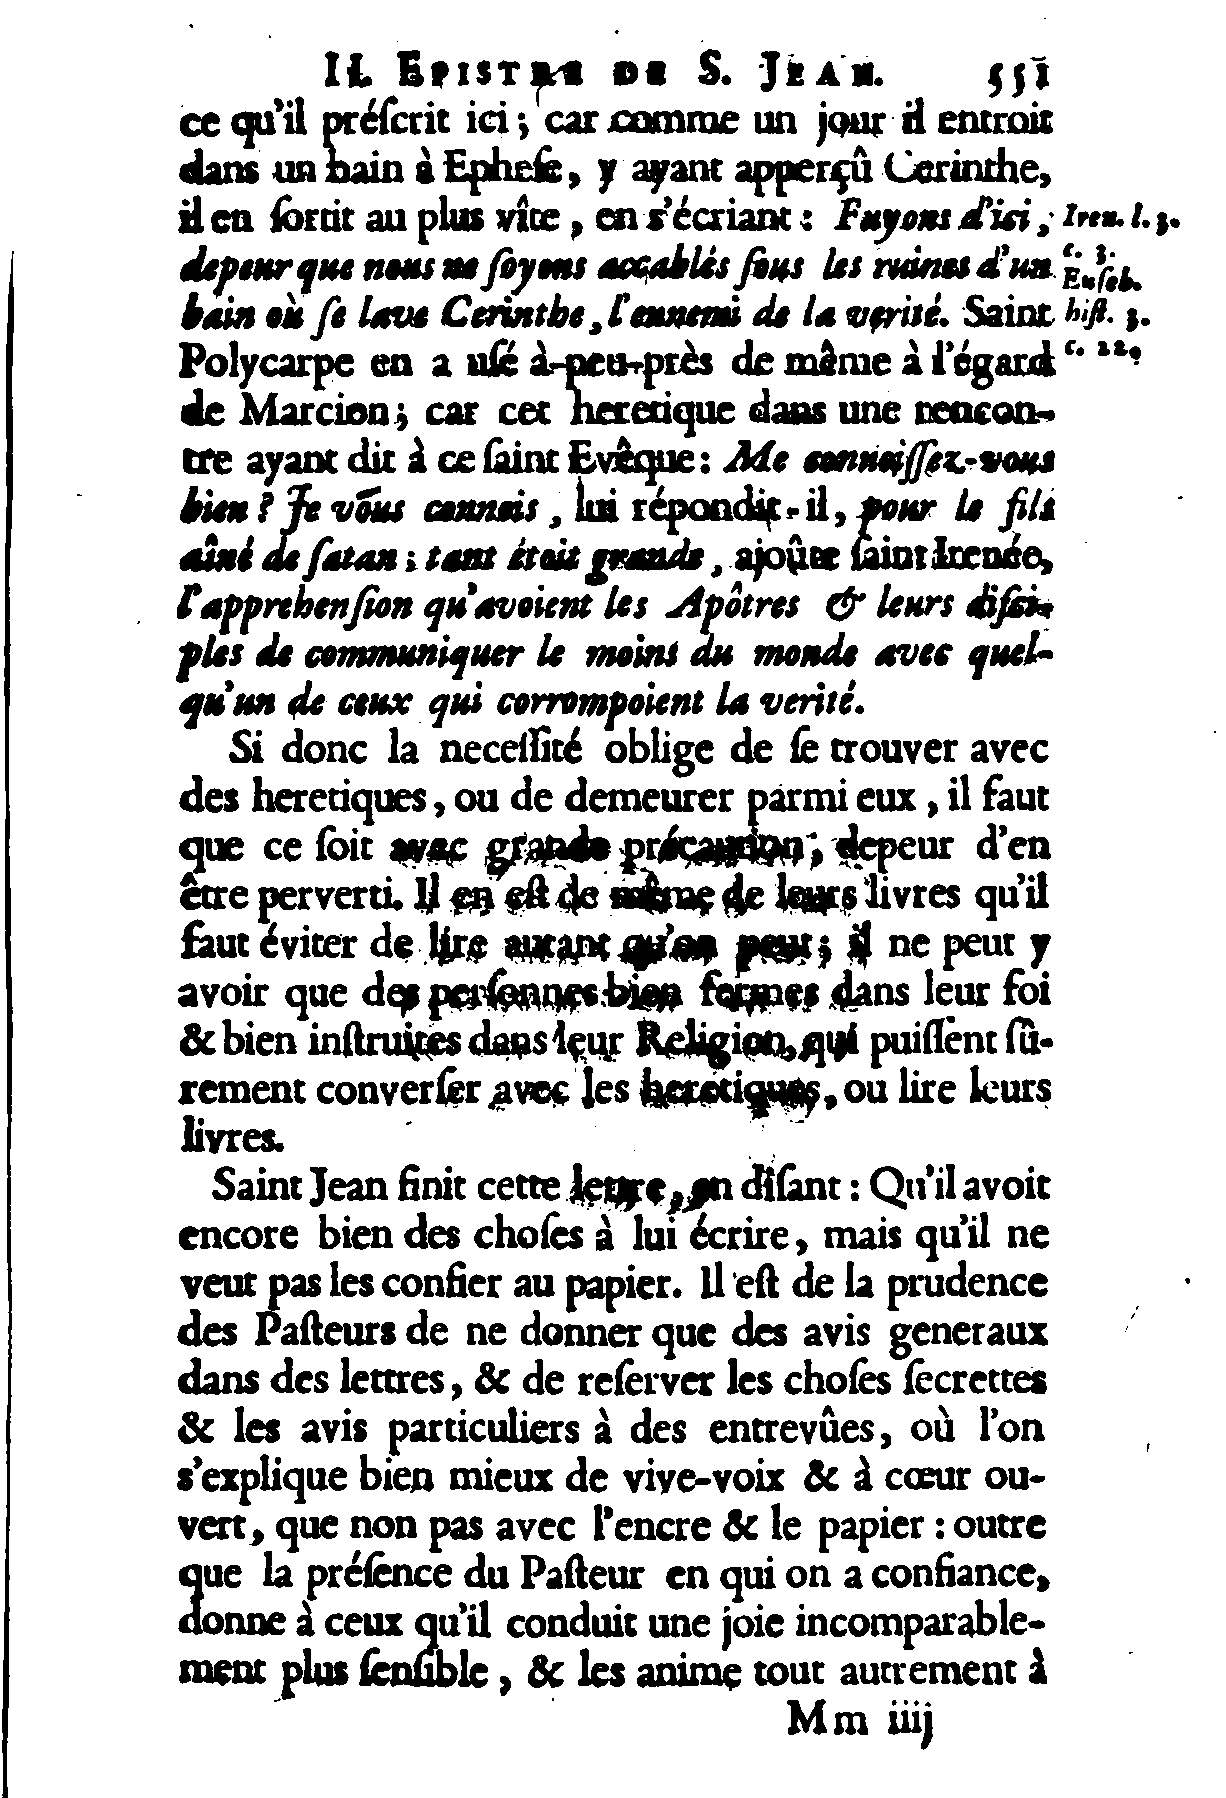 II. EPISTRE DE S. JEAN. 551
ce qu'il préſcrit ici ; car comme un jour il entroit
dans un bain à Epheſe, y ayant apperçû Cerinthe,
il en ſortit au plus vîte, en s'écriant : Fuyons d'ici,
depeur que nous ne ſoyons accablés ſous les ruines d'un
bain où ſe lave Cerinthe, l'ennemi de la verité. Saint
Polycarpe en a uſé à-peu-près de même à l'égard
de Marcion; car cet heretique dans une rencon-
tre ayant dit à ce ſaint Evêque : Me connoiſſez-vous
bien? Je vous connois, lui répondit-il, pour le fils
aîné de ſatan ; tant étoit grande, ajoûte ſaint Irenée,
l'apprehenſion qu'avoient les Apôtres & leurs diſci-
ples de communiquer le moins du monde avec quel-
qu'un de ceux qui corrompoient la verité.
Iren. l. 3.
c. 3.
Euſeb.
hiſt. 3.
c. 22.
Si donc la neceſſité oblige de ſe trouver avec
des heretiques, ou de demeurer parmi eux, il faut
que ce ſoit avec grande précaution, depeur d'en
être perverti. Il en eſt de même de leurs livres qu'il
faut éviter de lire autant qu'on peut ; il ne peut y
avoir que des perſonnes bien fermes dans leur foi
& bien inſtruites dans leur Religion, qui puiſſent ſû-
rement converſer avec les heretiques, ou lire leurs
livres.
Saint Jean finit cette lettre, en diſant : Qu'il avoit
encore bien des choſes à lui écrire, mais qu'il ne
veut pas les confier au papier. Il eſt de la prudence
des Paſteurs de ne donner que des avis generaux
dans des lettres, & de reſerver les choſes ſecrettes
& les avis particuliers à des entrevûes, où l'on
s'explique bien mieux de vive-voix & à cœur ou-
vert, que non pas avec l'encre & le papier : outre
que la préſence du Paſteur en qui on a confiance,
donne à ceux qu'il conduit une joie incomparable-
ment plus ſenſible, & les anime tout autrement à
Mm iiij